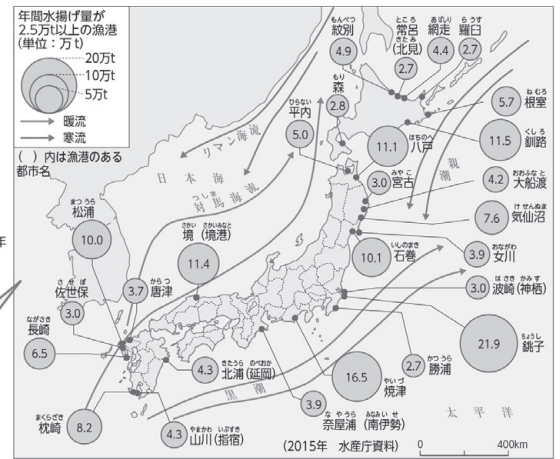 年間水揚げ量が
2.5万t以上の漁港
(単位：万t)
20万t
10万t
5万t
暖流
寒流
( )内は漁港のある
都市名
もんべつ
紋別
4.9
ところ
常呂
きたみ
(北見)
2.7
あばしり
網走
4.4
らうす
羅臼
2.7
もり
森
2.8
ひらない
平内
5.0
ねむろ
根室
5.7
はちのへ
八戸
11.1
くしろ
釧路
11.5
みやこ
宮古
3.0
おおふなと
大船渡
4.2
けせんぬま
気仙沼
7.6
いしのまき
石巻
10.1
おながわ
女川
3.9
はさき かみす
波崎(神栖)
3.0
ちょうし
銚子
21.9
かつうら
勝浦
2.7
やいづ
焼津
16.5
なやうら みなみいせ
奈屋浦(南伊勢)
3.9
きたうら のべおか
北浦(延岡)
4.3
やまかわ いぶすき
山川(指宿)
4.3
まくらざき
枕崎
8.2
ながさき
長崎
6.5
させぼ
佐世保
3.0
からつ
唐津
3.7
まつうら
松浦
10.0
さかい さかいみなと
境(境港)
11.4
リマン海流
日本海
つしま
対馬海流
親潮
黒潮
太平洋
(2015年 水産庁資料)
0 400km
年